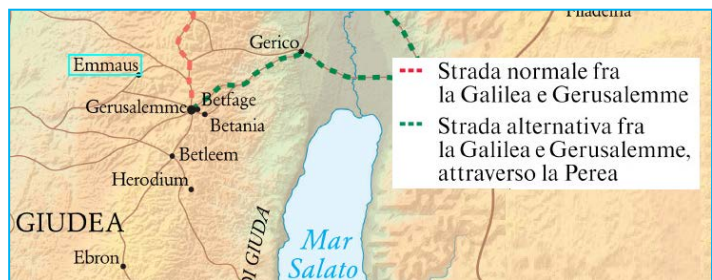 Filadelfia
Gerico
Emmaus
Gerusalemme
Betfage
Betania
Betleem
Herodium
GIUDEA
Ebron
DI GIUDA
Mar
Salato
Strada normale fra
la Galilea e Gerusalemme
Strada alternativa fra
la Galilea e Gerusalemme,
attraverso la Perea